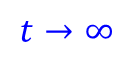 t → ∞